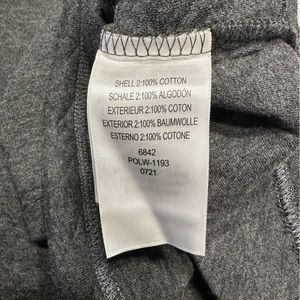 SHELL 2:100% COTTON
SCHALE 2:100% ALGODÓN
EXTERIEUR 2:100% COTON
EXTERIOR 2:100% BAUMWOLLE
ESTERNO 2:100% COTONE
6842
POLW-1193
0721